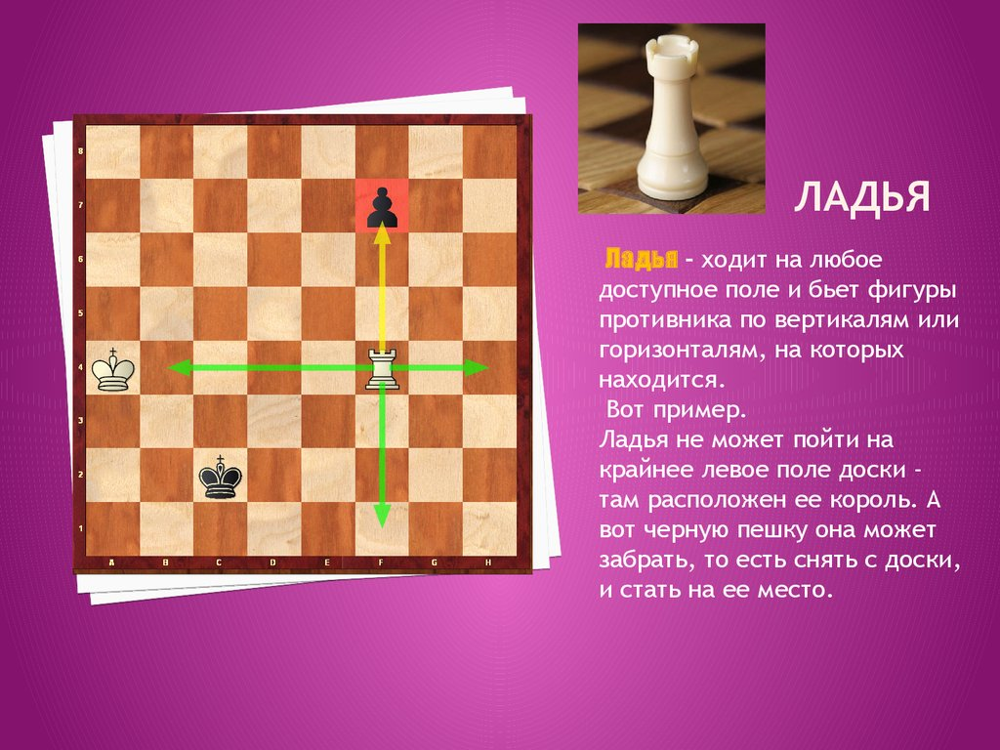 ЛАДЬЯ
Ладья - ходит на любое
доступное поле и бьет фигуры
противника по вертикалям или
горизонталям, на которых
находится.
Вот пример.
Ладья не может пойти на
крайнее левое поле доски -
там расположен ее король. А
вот черную пешку она может
забрать, то есть снять с доски,
и стать на ее место.
8
7
6
5
4
3
2
1
A B C D E F G H